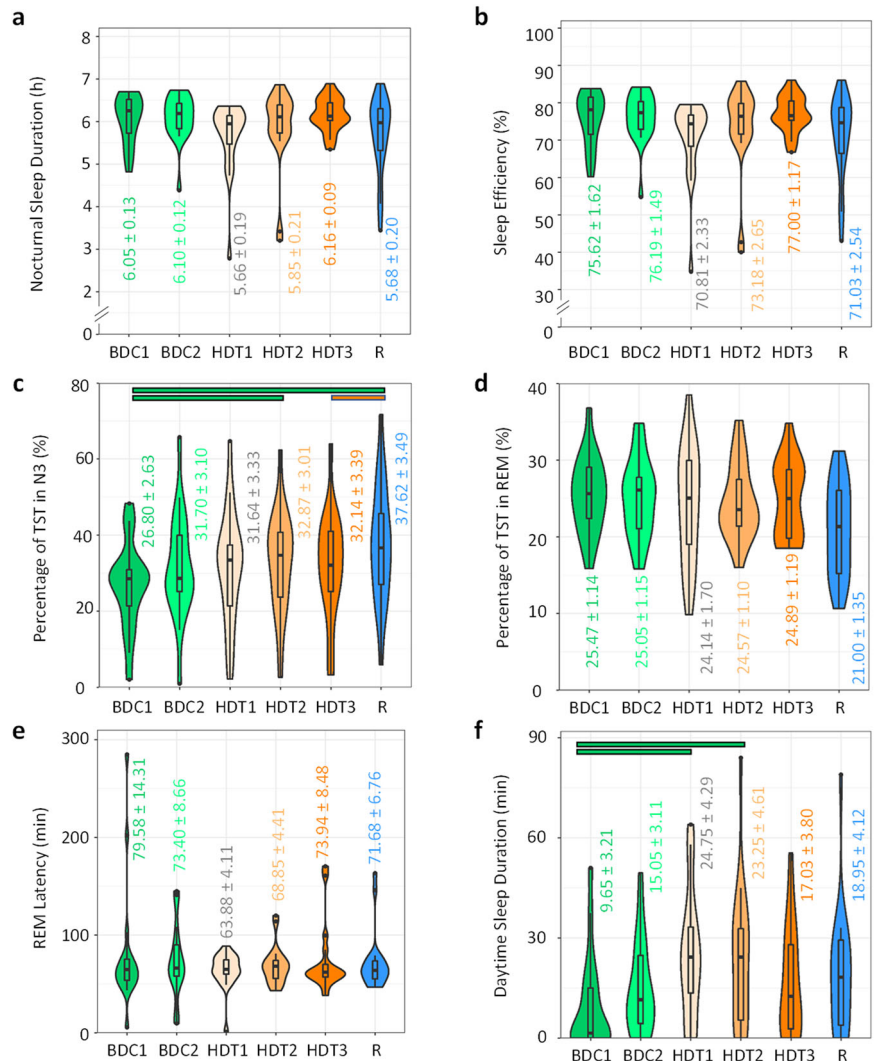 a
Nocturnal Sleep Duration (h)
8
7
6
5
4
3
2
0
6.05 ± 0.13
6.10 ± 0.12
5.66 ± 0.19
5.85 ± 0.21
6.16 ± 0.09
5.68 ± 0.20
BDC1 BDC2 HDT1 HDT2 HDT3 R
b
Sleep Efficiency (%)
100
90
80
70
60
50
40
30
0
75.62 ± 1.62
76.19 ± 1.49
70.81 ± 2.33
73.18 ± 2.65
77.00 ± 1.17
71.03 ± 2.54
BDC1 BDC2 HDT1 HDT2 HDT3 R
c
Percentage of TST in N3 (%)
80
60
40
20
0
26.80 ± 2.63
31.70 ± 3.10
31.64 ± 3.33
32.87 ± 3.01
32.14 ± 3.39
37.62 ± 3.49
BDC1 BDC2 HDT1 HDT2 HDT3 R
d
Percentage of TST in REM (%)
40
30
20
10
0
25.47 ± 1.14
25.05 ± 1.15
24.14 ± 1.70
24.57 ± 1.10
24.89 ± 1.19
21.00 ± 1.35
BDC1 BDC2 HDT1 HDT2 HDT3 R
e
REM Latency (min)
300
200
100
0
79.58 ± 14.31
73.40 ± 8.66
63.88 ± 4.11
68.85 ± 4.41
73.94 ± 8.48
71.68 ± 6.76
BDC1 BDC2 HDT1 HDT2 HDT3 R
f
Daytime Sleep Duration (min)
90
60
30
0
9.65 ± 3.21
15.05 ± 3.11
24.75 ± 4.29
23.25 ± 4.61
17.03 ± 3.80
18.95 ± 4.12
BDC1 BDC2 HDT1 HDT2 HDT3 R